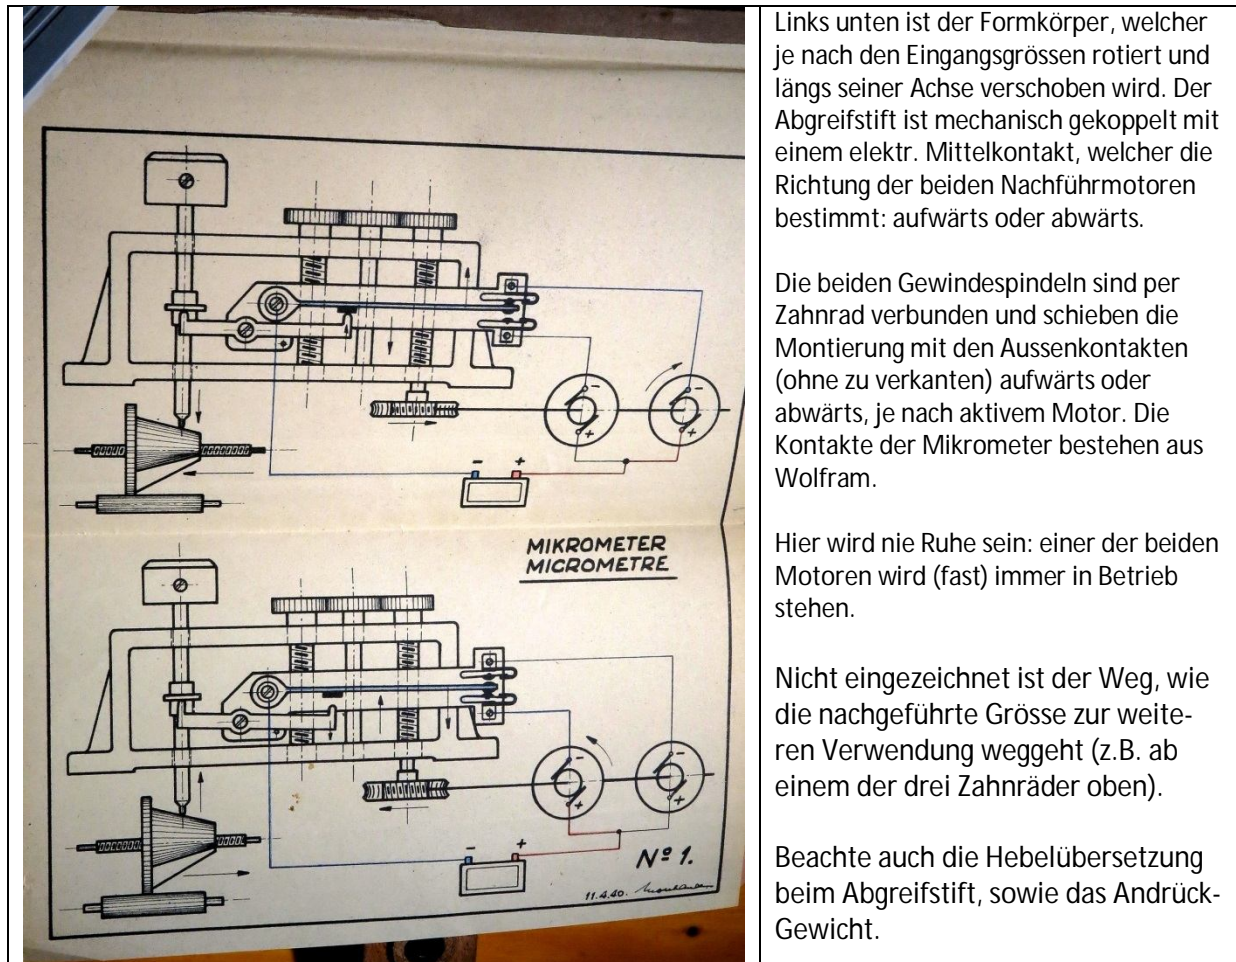 MIKROMETER
MICROMETRE
Nº 1.
11.4.40.
Links unten ist der Formkörper, welcher
je nach den Eingangsgrössen rotiert und
längs seiner Achse verschoben wird. Der
Abgreifstift ist mechanisch gekoppelt mit
einem elektr. Mittelkontakt, welcher die
Richtung der beiden Nachführmotoren
bestimmt: aufwärts oder abwärts.
Die beiden Gewindespindeln sind per
Zahnrad verbunden und schieben die
Montierung mit den Aussenkontakten
(ohne zu verkanten) aufwärts oder
abwärts, je nach aktivem Motor. Die
Kontakte der Mikrometer bestehen aus
Wolfram.
Hier wird nie Ruhe sein: einer der beiden
Motoren wird (fast) immer in Betrieb
stehen.
Nicht eingezeichnet ist der Weg, wie
die nachgeführte Grösse zur weite-
ren Verwendung weggeht (z.B. ab
einem der drei Zahnräder oben).
Beachte auch die Hebelübersetzung
beim Abgreifstift, sowie das Andrück-
Gewicht.